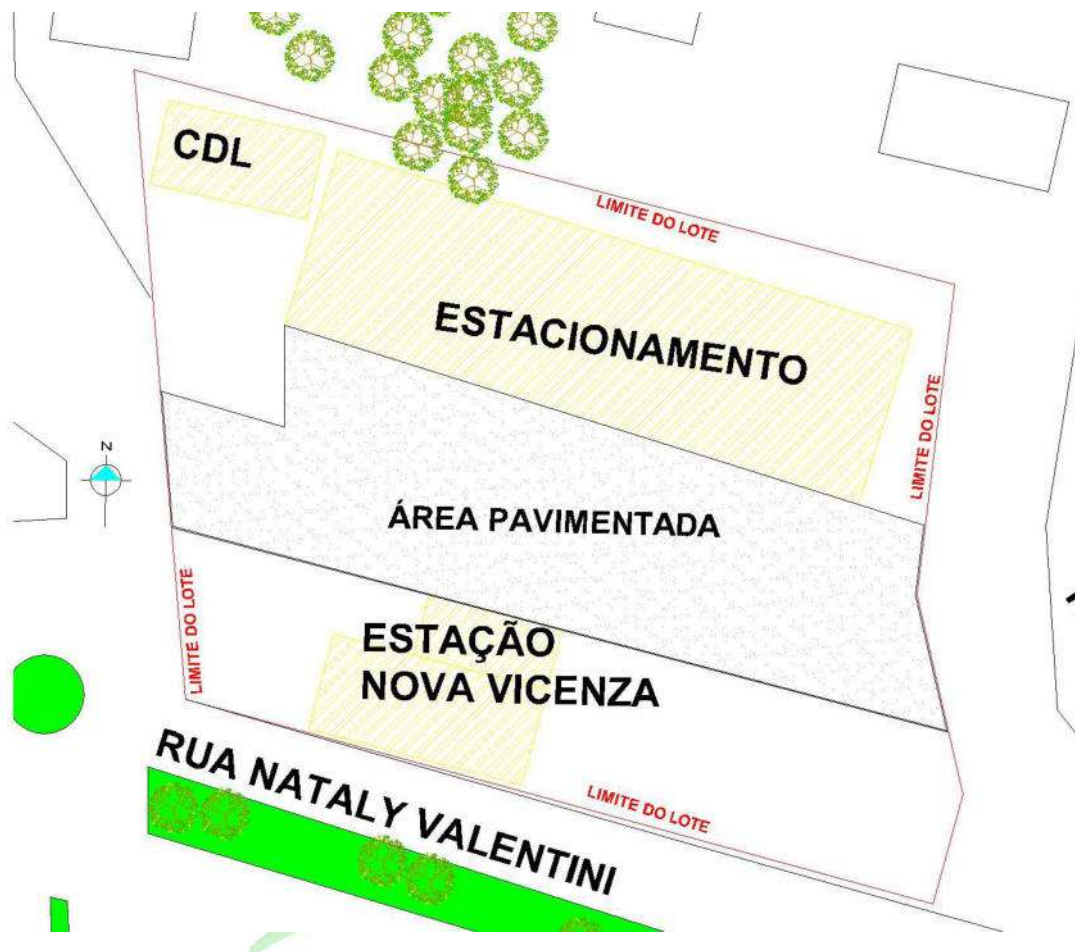 CDL
LIMITE DO LOTE
ESTACIONAMENTO
LIMITE DO LOTE
N
ÁREA PAVIMENTADA
LIMITE DO LOTE
ESTAÇÃO
NOVA VICENZA
RUA NATALY VALENTINI
LIMITE DO LOTE